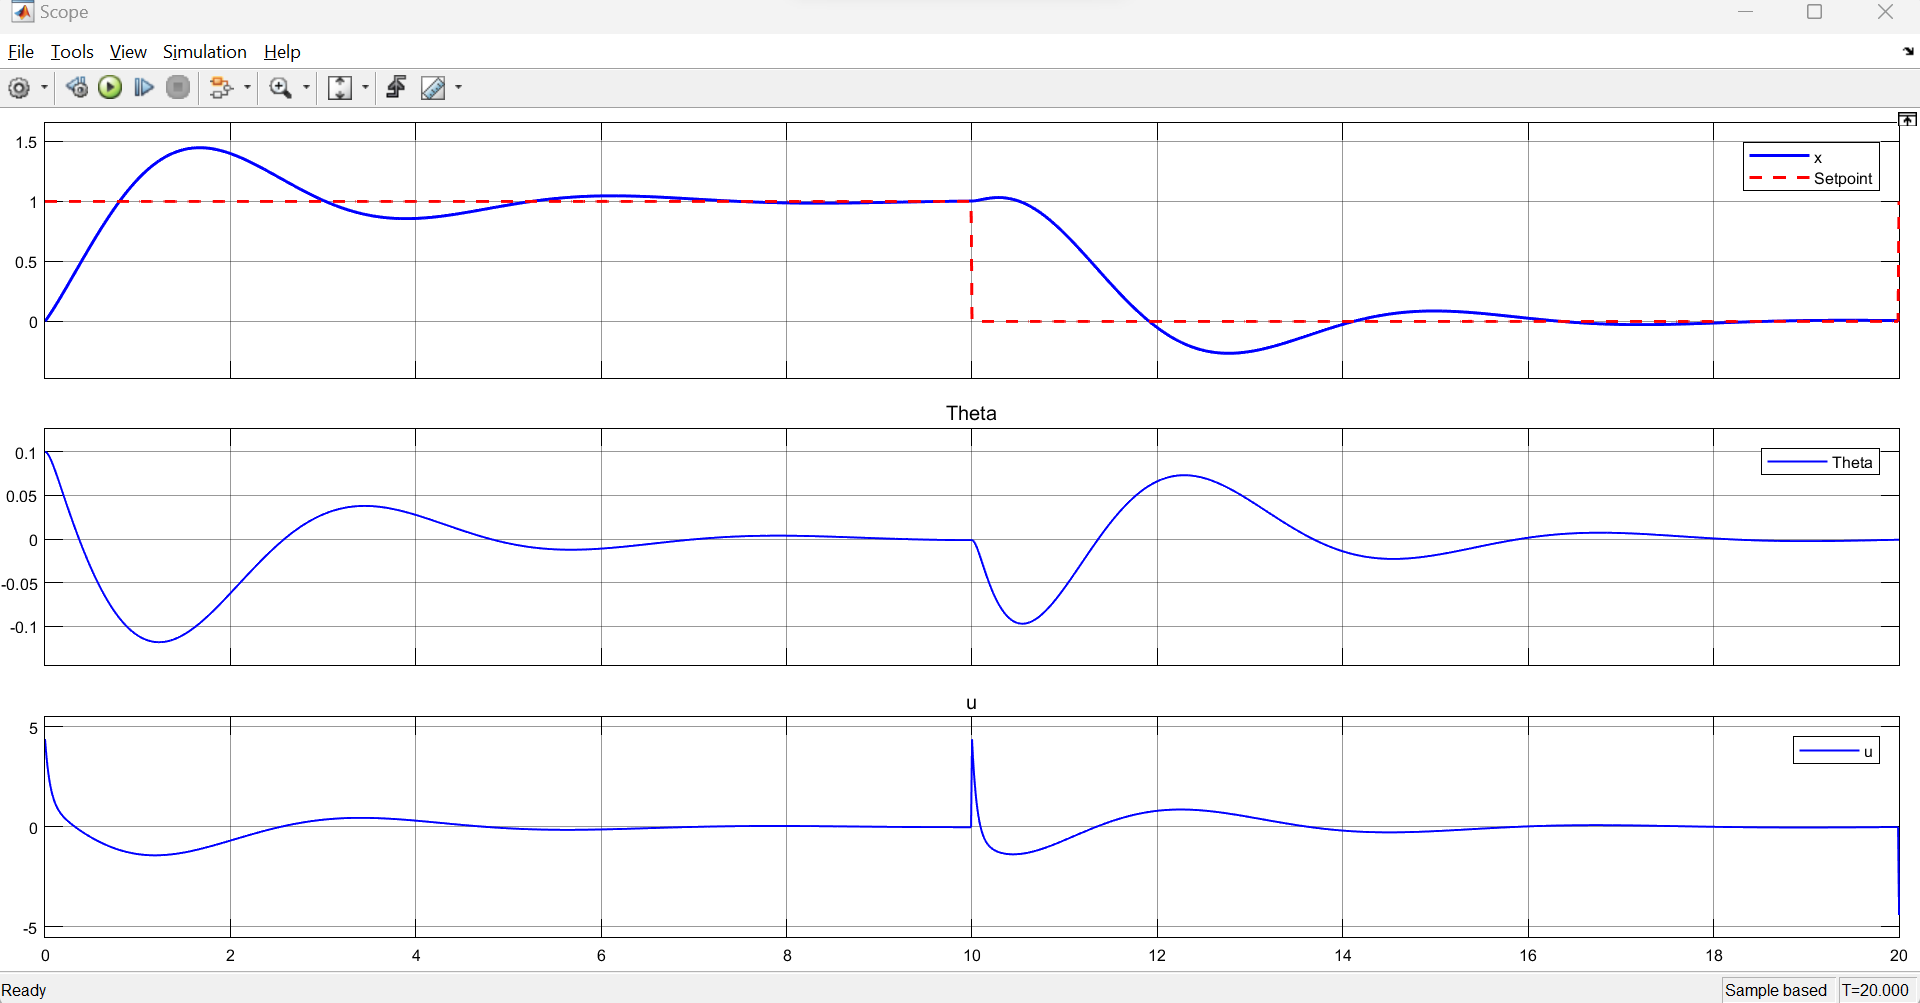 Scope
File Tools View Simulation Help
1.5
1
0.5
0
x
Setpoint
Theta
0.1
0.05
0
-0.05
-0.1
Theta
u
5
0
-5
u
0 2 4 6 8 10 12 14 16 18 20
Ready
Sample based T=20.000